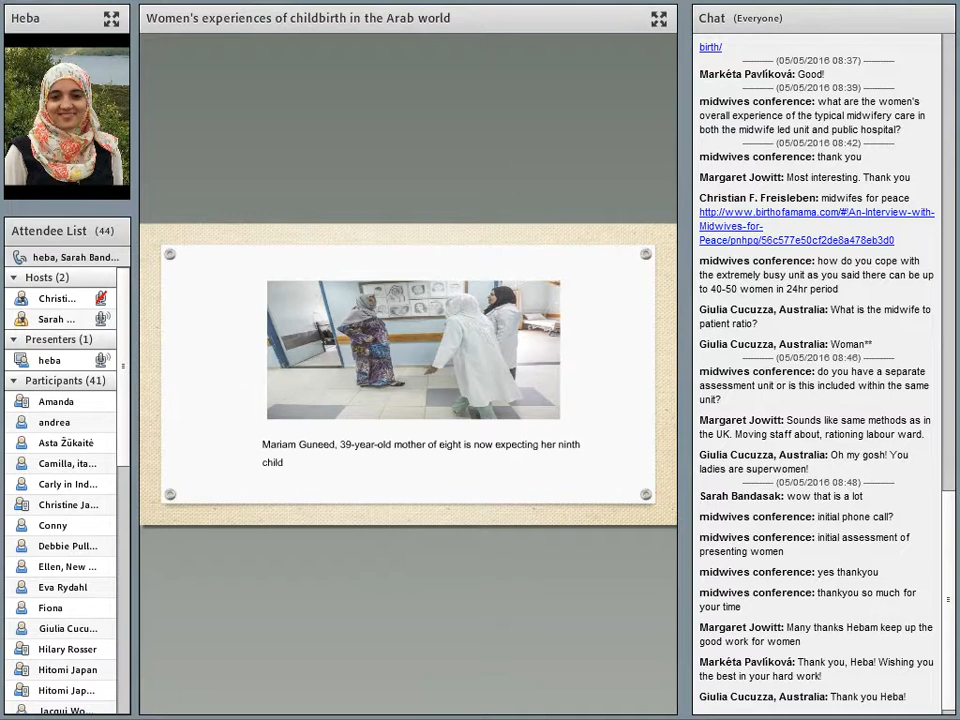 Heba
Women's experiences of childbirth in the Arab world
Chat (Everyone)
Attendee List (44)
heba, Sarah Band...
Hosts (2)
Christi...
Sarah ...
Presenters (1)
heba
Participants (41)
Amanda
andrea
Asta Žūkaitė
Camilla, ita...
Carly in Ind...
Christine Ja...
Conny
Debbie Pull...
Ellen, New ...
Eva Rydahl
Fiona
Giulia Cucu...
Hilary Rosser
Hitomi Japan
Hitomi Jap...
Jacqui Wo...
Mariam Guneed, 39-year-old mother of eight is now expecting her ninth
child
birth/
(05/05/2016 08:37)
Markéta Pavlíková: Good!
(05/05/2016 08:39)
midwives conference: what are the women's
overall experience of the typical midwifery care in
both the midwife led unit and public hospital?
(05/05/2016 08:42)
midwives conference: thank you
Margaret Jowitt: Most interesting. Thank you
Christian F. Freisleben: midwifes for peace
http://www.birthofamama.com/#!An-Interview-with-
Midwives-for-
Peace/pnhpg/56c577e50cf2de8a478eb3d0
midwives conference: how do you cope with
the extremely busy unit as you said there can be up
to 40-50 women in 24hr period
Giulia Cucuzza, Australia: What is the midwife to
patient ratio?
Giulia Cucuzza, Australia: Woman**
(05/05/2016 08:46)
midwives conference: do you have a separate
assessment unit or is this included within the same
unit?
Margaret Jowitt: Sounds like same methods as in
the UK. Moving staff about, rationing labour ward.
Giulia Cucuzza, Australia: Oh my gosh! You
ladies are superwomen!
(05/05/2016 08:48)
Sarah Bandasak: wow that is a lot
midwives conference: initial phone call?
midwives conference: initial assessment of
presenting women
midwives conference: yes thankyou
midwives conference: thankyou so much for
your time
Margaret Jowitt: Many thanks Hebam keep up the
good work for women
Markéta Pavlíková: Thank you, Heba! Wishing you
the best in your hard work!
Giulia Cucuzza, Australia: Thank you Heba!